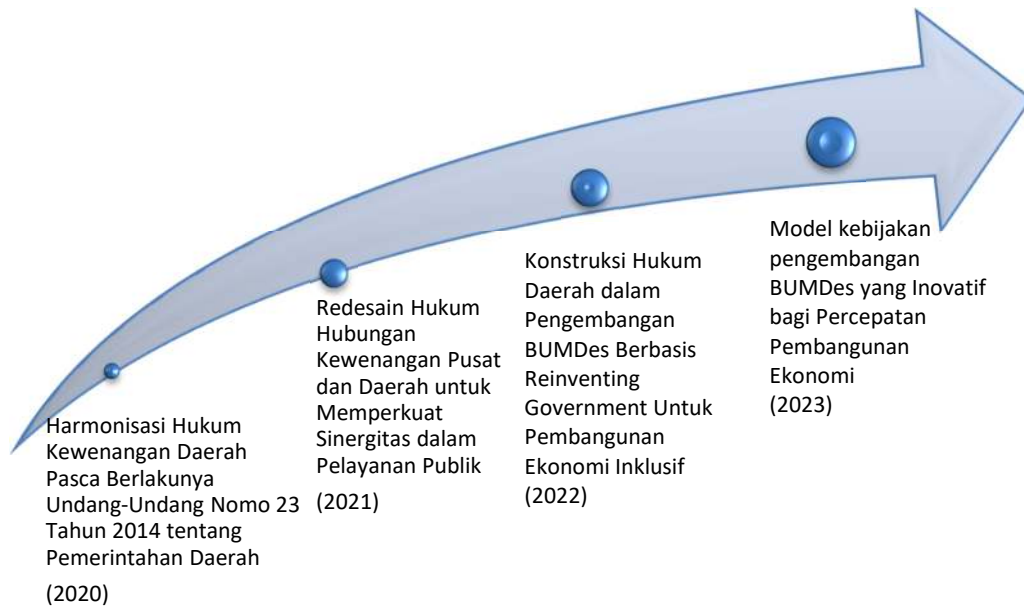 Harmonisasi Hukum
Kewenangan Daerah
Pasca Berlakunya
Undang-Undang Nomo 23
Tahun 2014 tentang
Pemerintahan Daerah
(2020)
Redesain Hukum
Hubungan
Kewenangan Pusat
dan Daerah untuk
Memperkuat
Sinergitas dalam
Pelayanan Publik
(2021)
Konstruksi Hukum
Daerah dalam
Pengembangan
BUMDes Berbasis
Reinventing
Government Untuk
Pembangunan
Ekonomi Inklusif
(2022)
Model kebijakan
pengembangan
BUMDes yang Inovatif
bagi Percepatan
Pembangunan
Ekonomi
(2023)